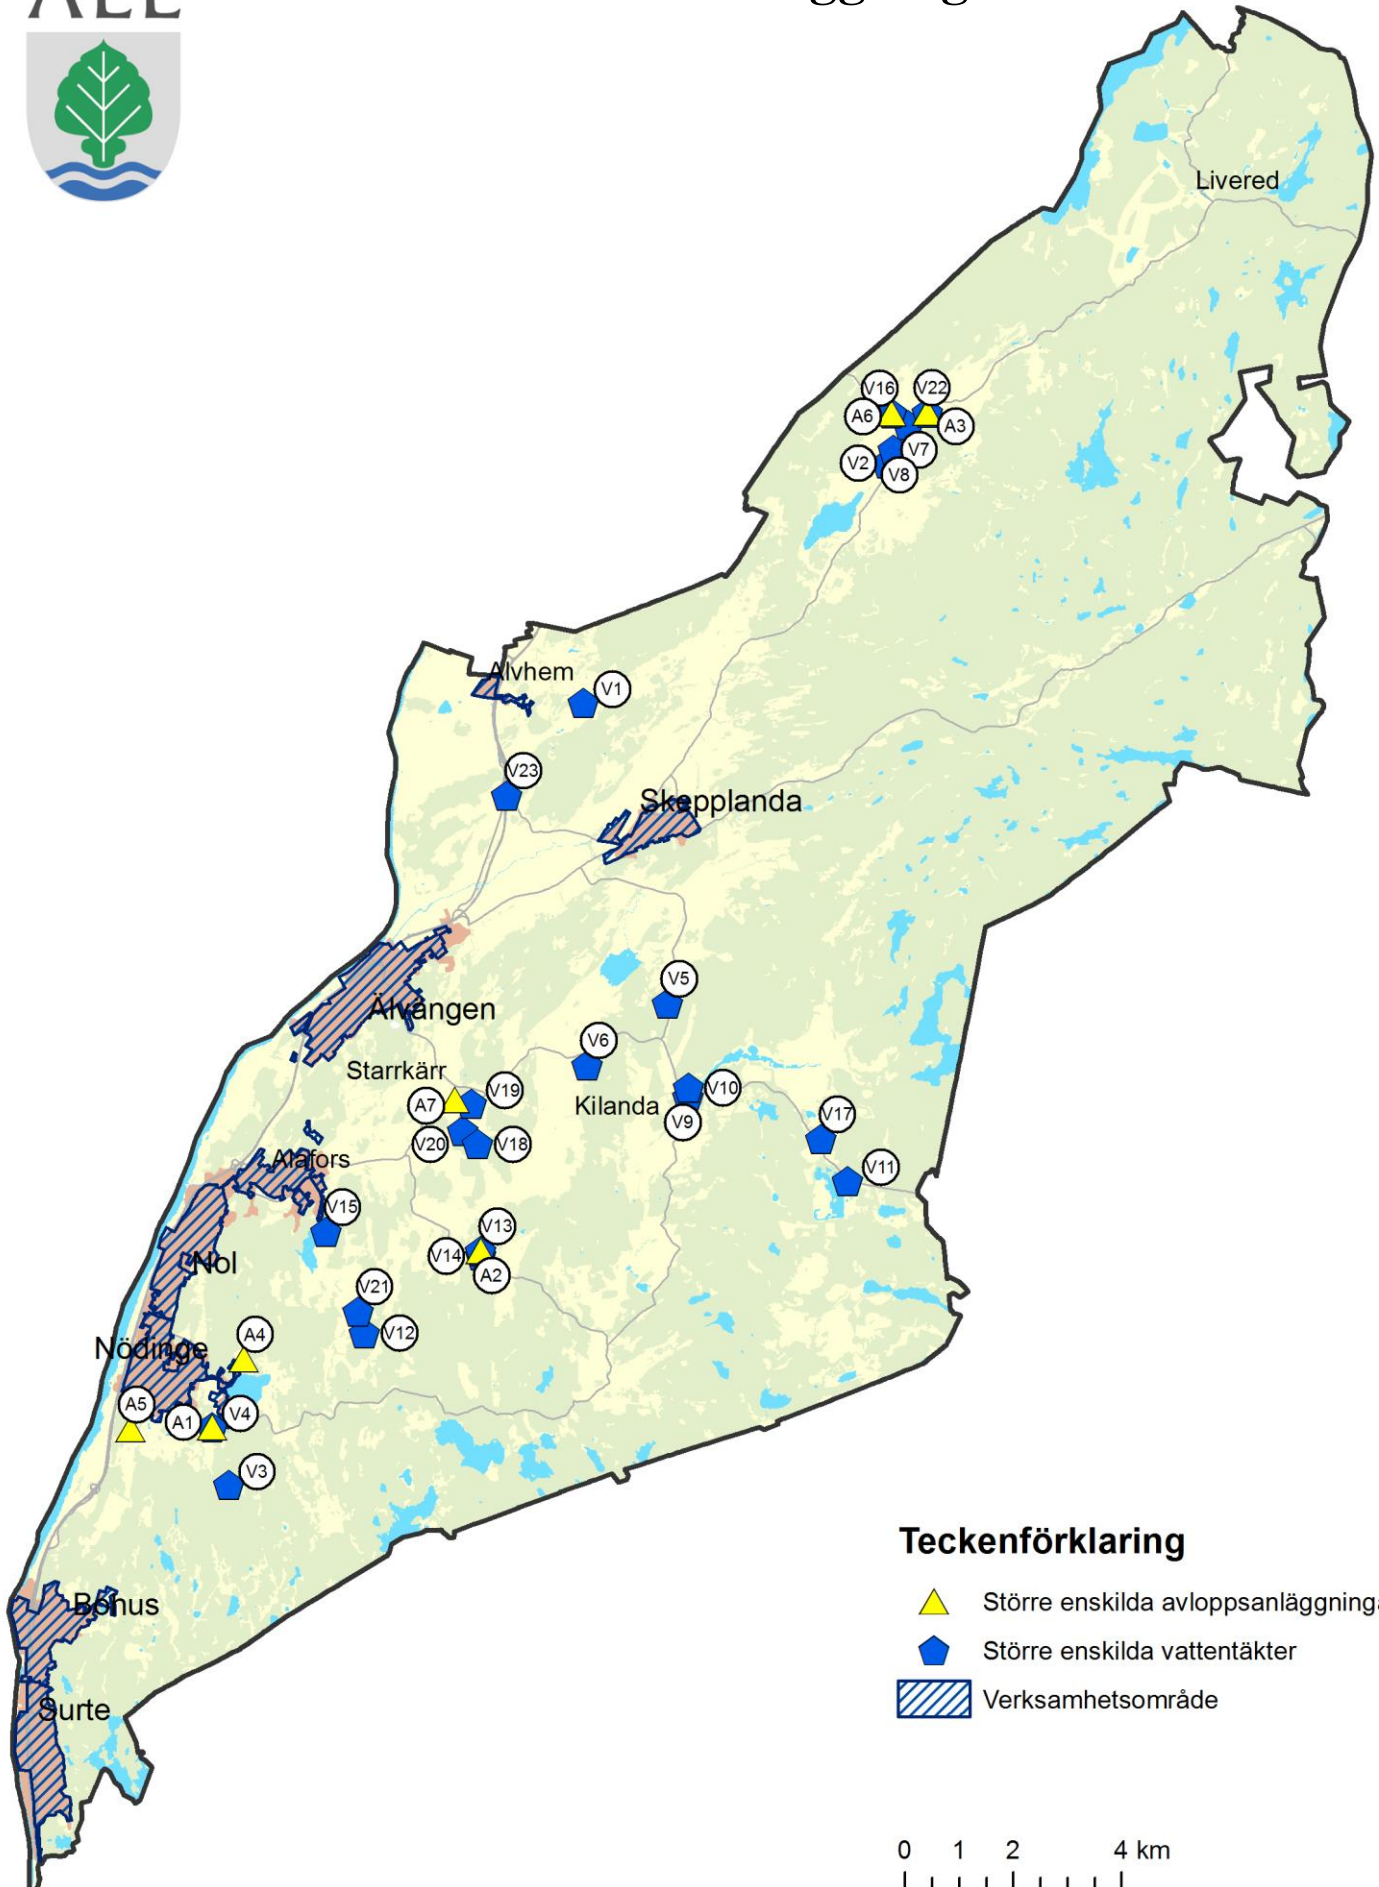 ALE
Livered
V16
V22
A6
A3
V7
V2
V8
Alvhem
V1
V23
Skepplanda
Älvängen
V5
V6
Starrkärr
V19
V10
A7
Kilanda
V9
V17
V20
V18
Alafors
V11
V15
V13
V14
Nol
A2
V21
A4
V12
Nödinge
A5
V4
A1
V3
Teckenförklaring
Större enskilda avloppsanläggninga
Bohus
Större enskilda vattentäkter
Verksamhetsområde
Surte
0 1 2 4 km